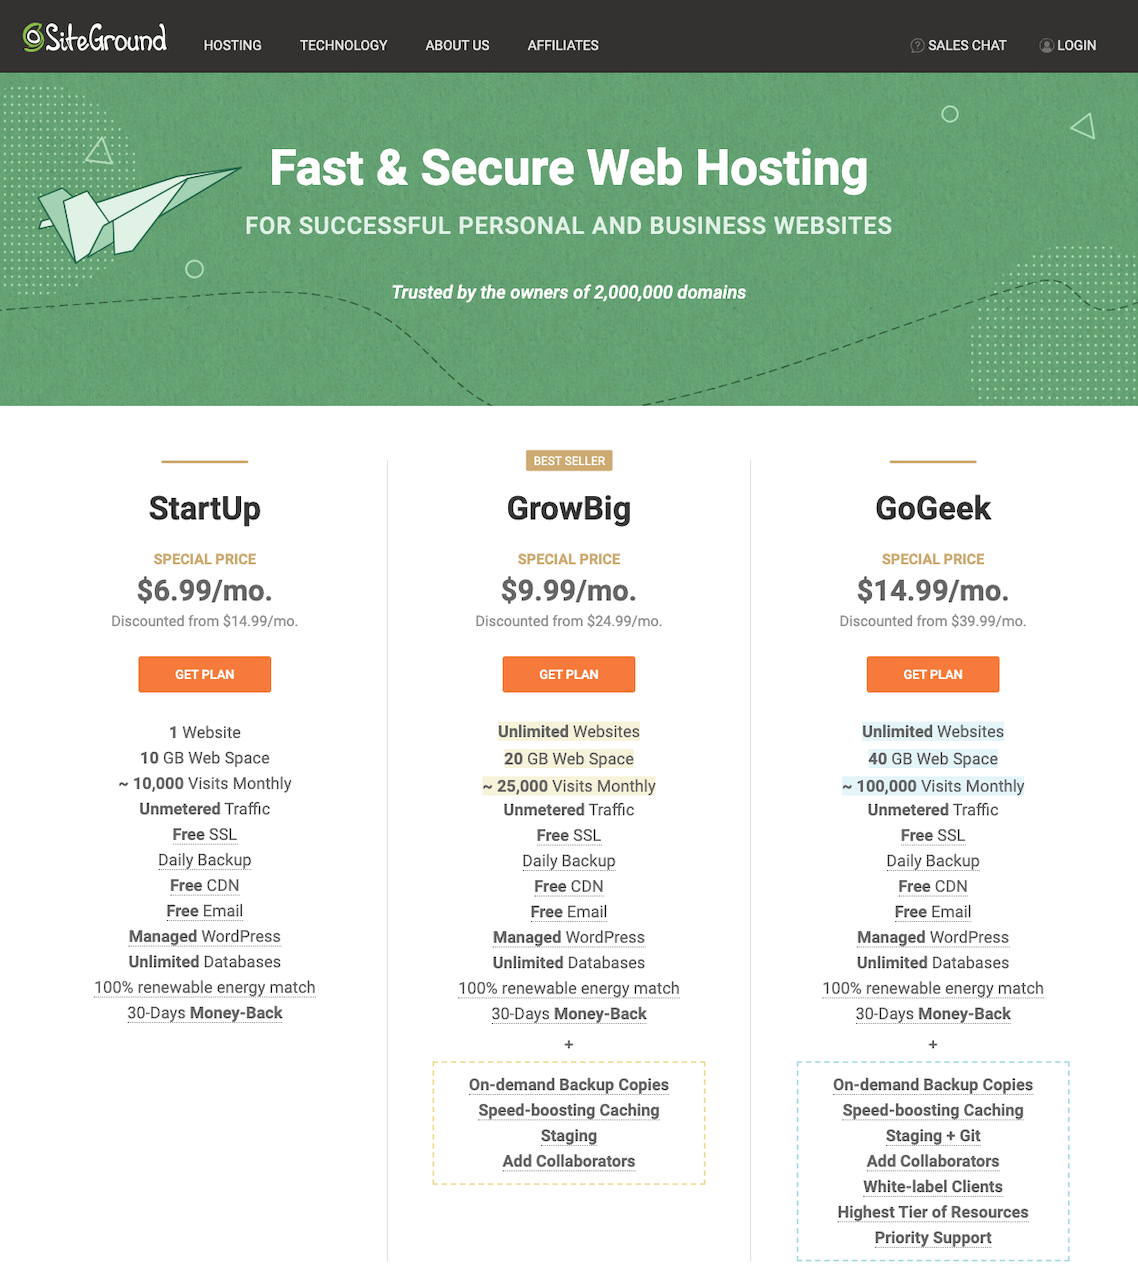 SiteGround
HOSTING
TECHNOLOGY
ABOUT US
AFFILIATES
SALES CHAT
LOGIN
Fast & Secure Web Hosting
FOR SUCCESSFUL PERSONAL AND BUSINESS WEBSITES
Trusted by the owners of 2,000,000 domains
StartUp
SPECIAL PRICE
$6.99/mo.
Discounted from $14.99/mo.
GET PLAN
1 Website
10 GB Web Space
~ 10,000 Visits Monthly
Unmetered Traffic
Free SSL
Daily Backup
Free CDN
Free Email
Managed WordPress
Unlimited Databases
100% renewable energy match
30-Days Money-Back
BEST SELLER
GrowBig
SPECIAL PRICE
$9.99/mo.
Discounted from $24.99/mo.
GET PLAN
Unlimited Websites
20 GB Web Space
~ 25,000 Visits Monthly
Unmetered Traffic
Free SSL
Daily Backup
Free CDN
Free Email
Managed WordPress
Unlimited Databases
100% renewable energy match
30-Days Money-Back
+
On-demand Backup Copies
Speed-boosting Caching
Staging
Add Collaborators
GoGeek
SPECIAL PRICE
$14.99/mo.
Discounted from $39.99/mo.
GET PLAN
Unlimited Websites
40 GB Web Space
~ 100,000 Visits Monthly
Unmetered Traffic
Free SSL
Daily Backup
Free CDN
Free Email
Managed WordPress
Unlimited Databases
100% renewable energy match
30-Days Money-Back
+
On-demand Backup Copies
Speed-boosting Caching
Staging + Git
Add Collaborators
White-label Clients
Highest Tier of Resources
Priority Support